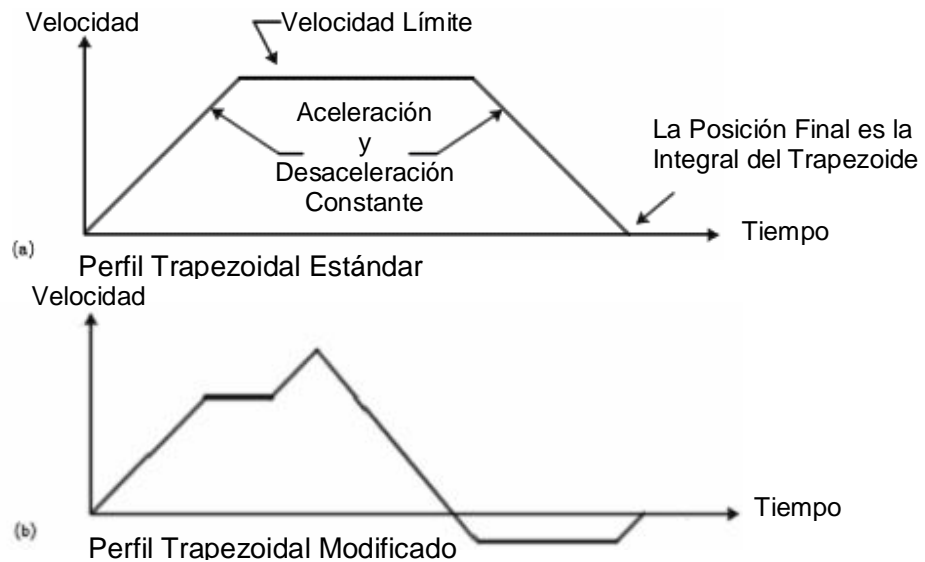 Velocidad
Velocidad Límite
Aceleración
y
Desaceleración
Constante
La Posición Final es la
Integral del Trapezoide
Tiempo
(a)
Perfil Trapezoidal Estándar
Velocidad
Tiempo
(b)
Perfil Trapezoidal Modificado